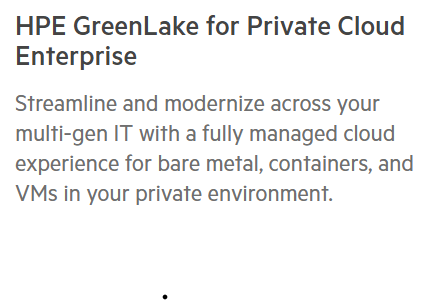 HPE GreenLake for Private Cloud
Enterprise
Streamline and modernize across your
multi-gen IT with a fully managed cloud
experience for bare metal, containers, and
VMs in your private environment.